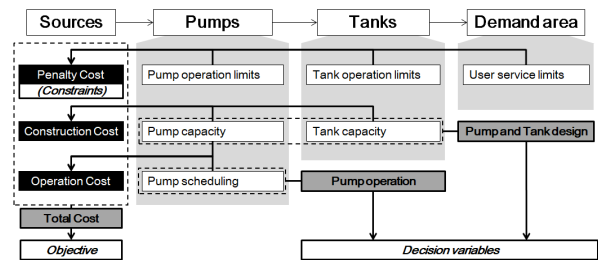 Sources
Pumps
Tanks
Demand area
Penalty Cost
(Constraints)
Pump operation limits
Tank operation limits
User service limits
Construction Cost
Pump capacity
Tank capacity
Pump and Tank design
Operation Cost
Pump scheduling
Pump operation
Total Cost
Objective
Decision variables